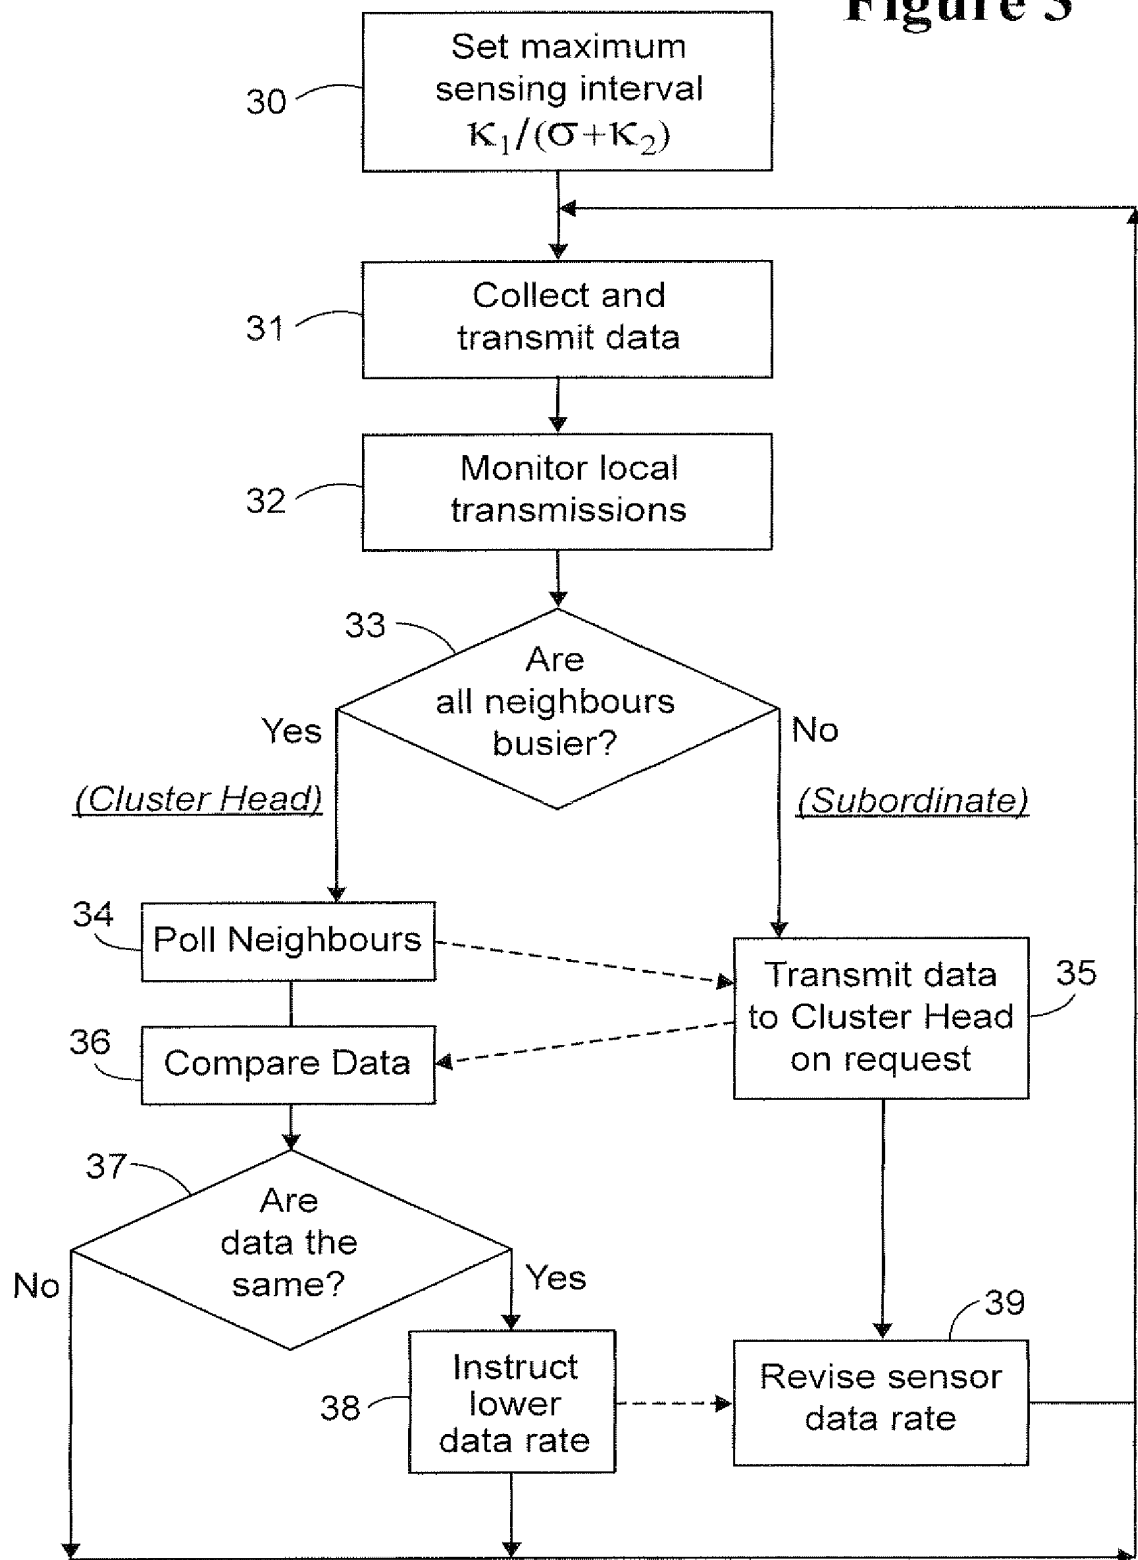 Figure 3
Set maximum
sensing interval
κ₁/(σ+κ₂)
30
Collect and
transmit data
31
Monitor local
transmissions
32
33
Are
all neighbours
busier?
Yes
No
(Cluster Head)
(Subordinate)
34
Poll Neighbours
Transmit data
to Cluster Head
on request
35
36
Compare Data
37
Are
data the
same?
No
Yes
39
Instruct
lower
data rate
38
Revise sensor
data rate